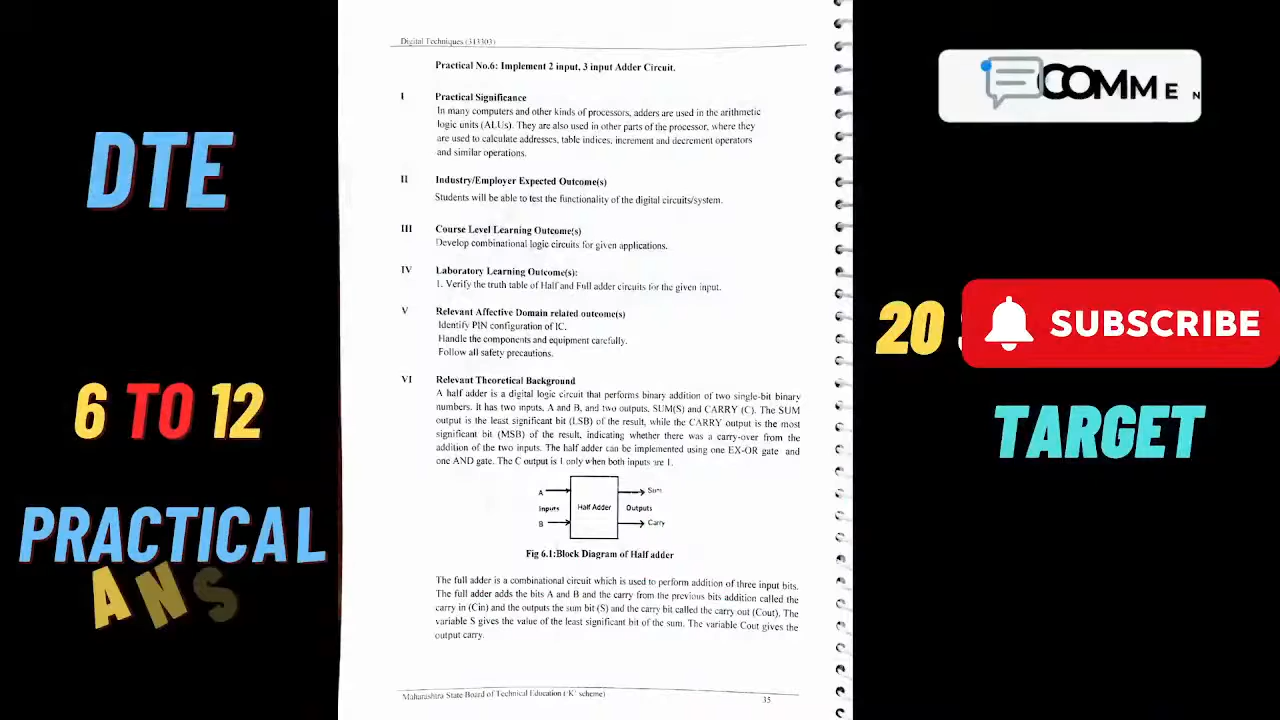 DTE
6 TO 12
PRACTICAL
ANS
Digital Techniques (313303)
Practical No.6: Implement 2 input, 3 input Adder Circuit.
I Practical Significance
In many computers and other kinds of processors, adders are used in the arithmetic
logic units (ALUs). They are also used in other parts of the processor, where they
are used to calculate addresses, table indices, increment and decrement operators
and similar operations.
II Industry/Employer Expected Outcome(s)
Students will be able to test the functionality of the digital circuits/system.
III Course Level Learning Outcome(s)
Develop combinational logic circuits for given applications.
IV Laboratory Learning Outcome(s):
1. Verify the truth table of Half and Full adder circuits for the given input.
V Relevant Affective Domain related outcome(s)
Identify PIN configuration of IC.
Handle the components and equipment carefully.
Follow all safety precautions.
VI Relevant Theoretical Background
A half adder is a digital logic circuit that performs binary addition of two single-bit binary
numbers. It has two inputs, A and B, and two outputs, SUM(S) and CARRY (C). The SUM
output is the least significant bit (LSB) of the result, while the CARRY output is the most
significant bit (MSB) of the result, indicating whether there was a carry-over from the
addition of the two inputs. The half adder can be implemented using one EX-OR gate and
one AND gate. The C output is 1 only when both inputs are 1.
A Sum
Inputs Half Adder Outputs
B Carry
Fig 6.1:Block Diagram of Half adder
The full adder is a combinational circuit which is used to perform addition of three input bits.
The full adder adds the bits A and B and the carry from the previous bits addition called the
carry in (Cin) and the outputs the sum bit (S) and the carry bit called the carry out (Cout). The
variable S gives the value of the least significant bit of the sum. The variable Cout gives the
output carry.
Maharashtra State Board of Technical Education ('K' scheme)
35
COMMEN
20
SUBSCRIBE
TARGET